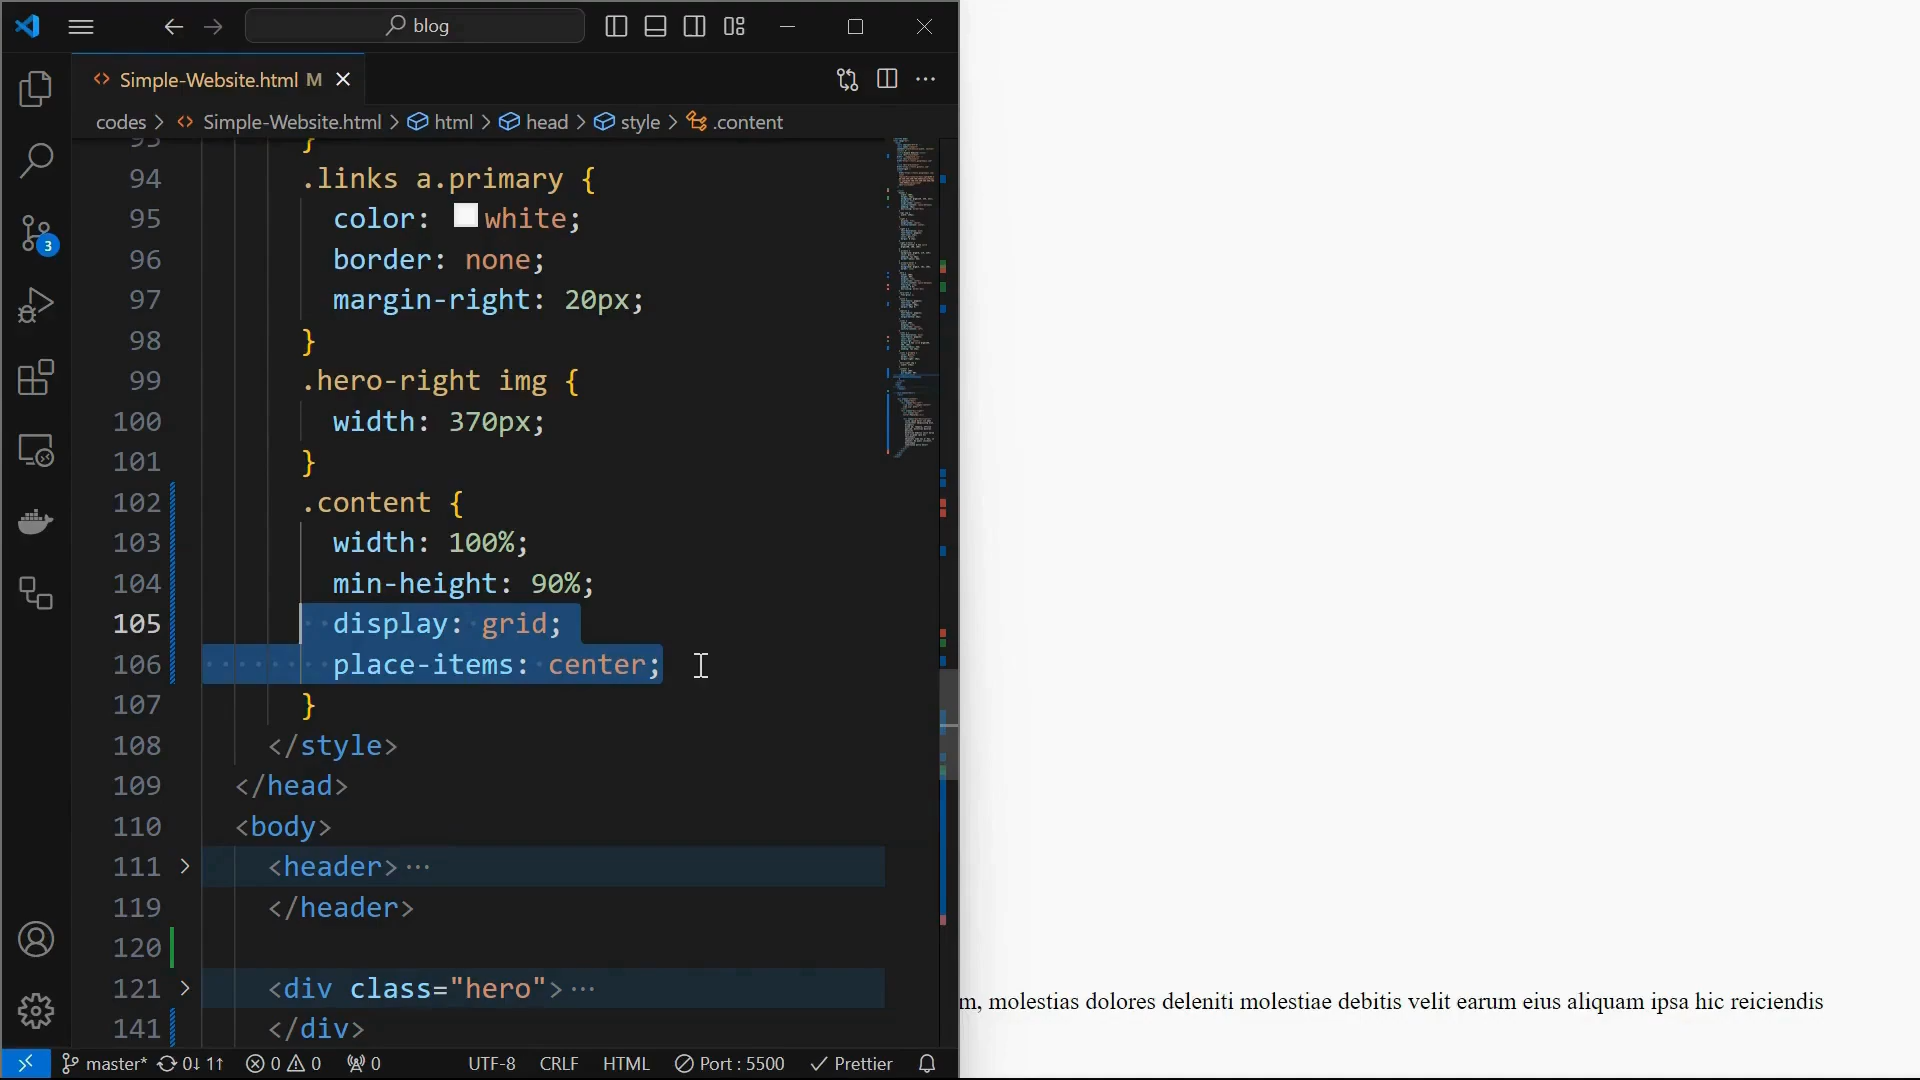 blog
Simple-Website.html M
codes > Simple-Website.html > html > head > style > .content
93 }
94 .links a.primary {
95 color: white;
96 border: none;
97 margin-right: 20px;
98 }
99 .hero-right img {
100 width: 370px;
101 }
102 .content {
103 width: 100%;
104 min-height: 90%;
105 display: grid;
106 place-items: center;
107 }
108 </style>
109 </head>
110 <body>
111 <header>...
119 </header>
120
121 <div class="hero">...
141 </div>
m, molestias dolores deleniti molestiae debitis velit earum eius aliquam ipsa hic reiciendis
3
master* 0↓ 1↑ 0 0 0 UTF-8 CRLF HTML Port : 5500 Prettier